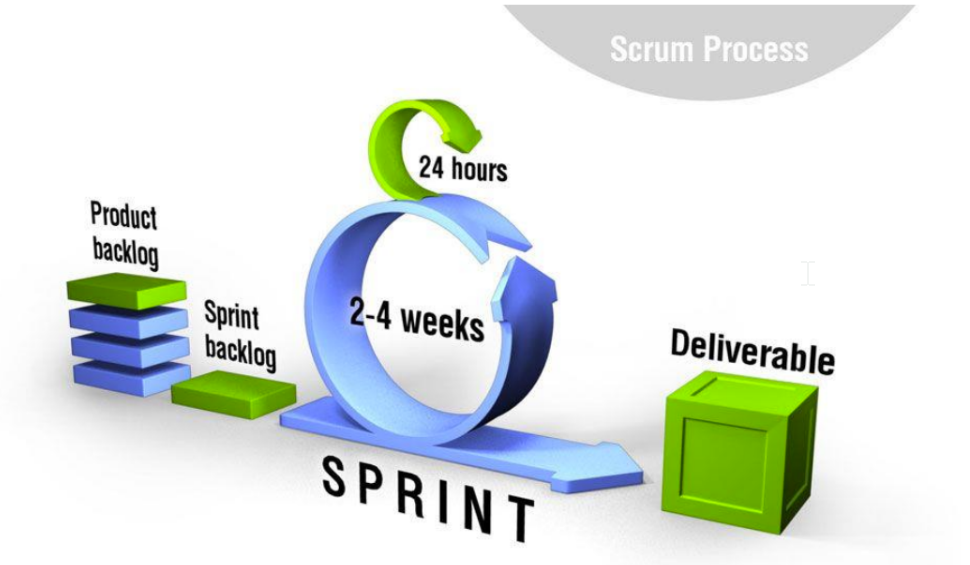 Scrum Process
24 hours
Product
backlog
Sprint
backlog
2-4 weeks
Deliverable
SPRINT